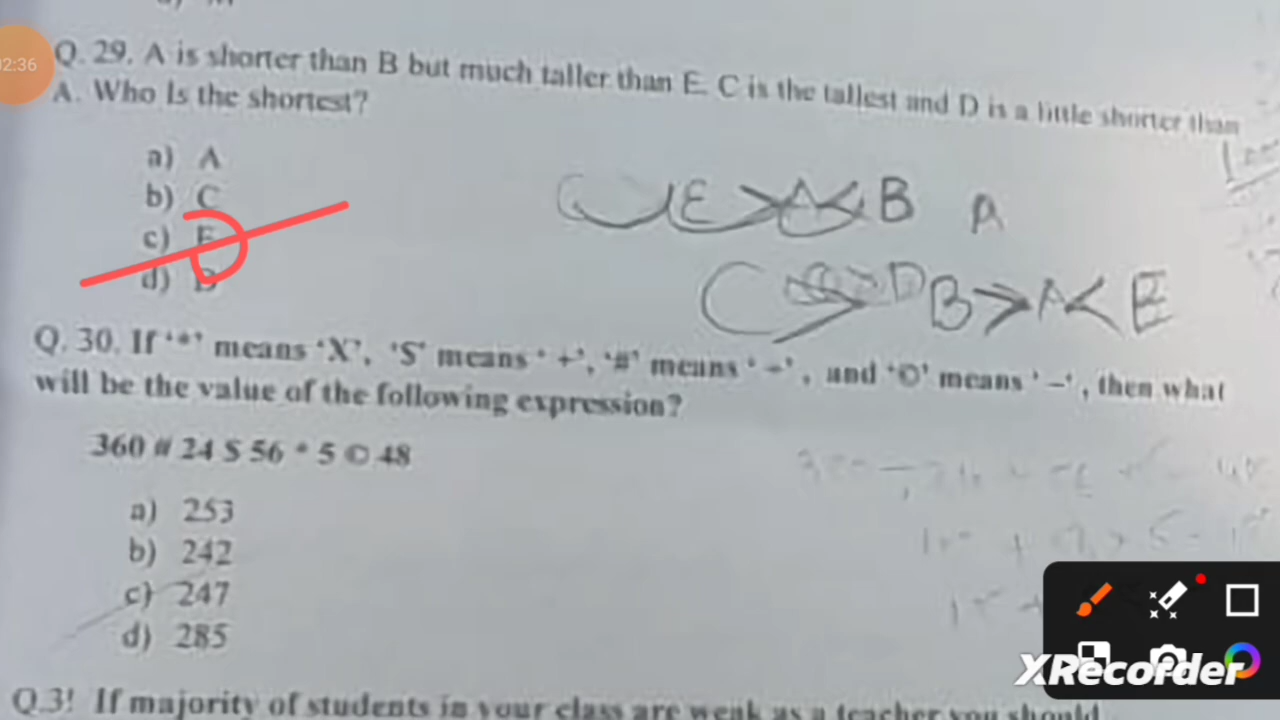 02:36
Q. 29. A is shorter than B but much taller than E. C is the tallest and D is a little shorter than
A. Who Is the shortest?
a) A
b) C
c) E
d) D
C E > A < B A
C > D B > A < E
Q. 30. If '*' means 'X', 'S' means ' +', '#' means ' ÷' , and '©' means ' –' , then what
will be the value of the following expression?
360 # 24 S 56 * 5 © 48
a) 253
b) 242
c) 247
d) 285
XRecorder
Q.3! If majority of students in your class are weak as a teacher you should